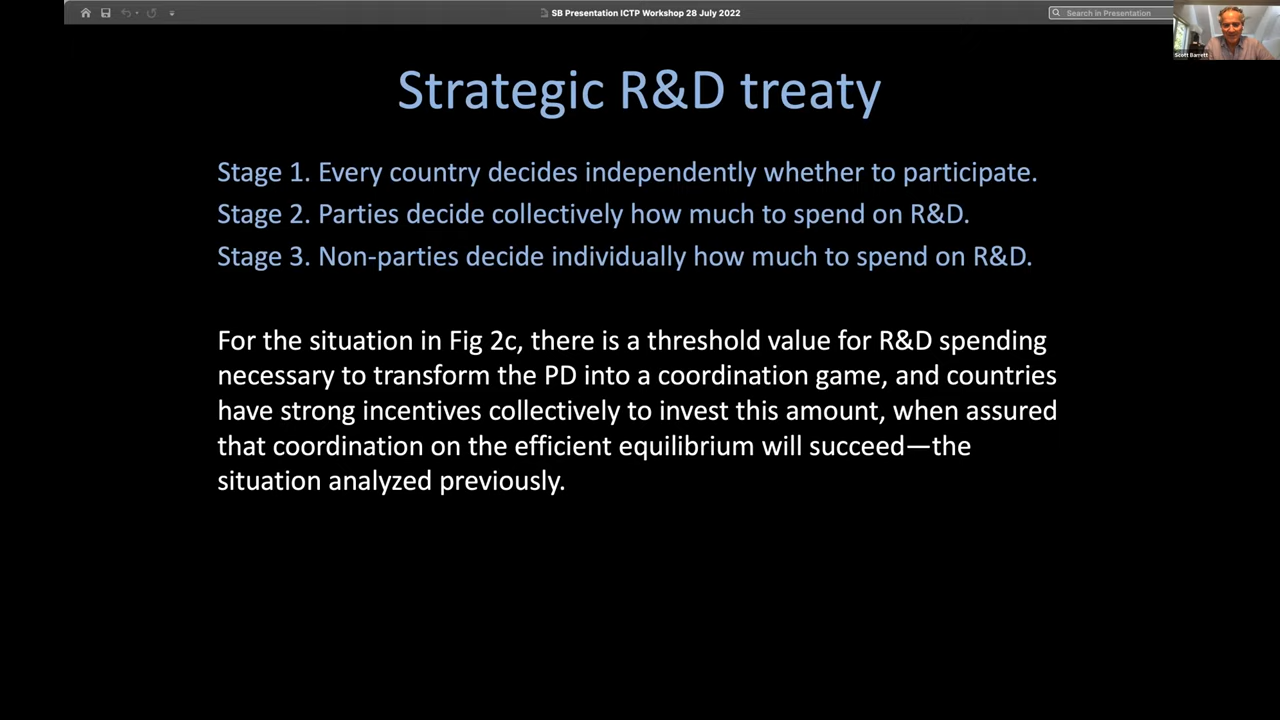 SB Presentation ICTP Workshop 28 July 2022
Search in Presentation
Scott Barrett
Strategic R&D treaty
Stage 1. Every country decides independently whether to participate.
Stage 2. Parties decide collectively how much to spend on R&D.
Stage 3. Non-parties decide individually how much to spend on R&D.
For the situation in Fig 2c, there is a threshold value for R&D spending
necessary to transform the PD into a coordination game, and countries
have strong incentives collectively to invest this amount, when assured
that coordination on the efficient equilibrium will succeed—the
situation analyzed previously.